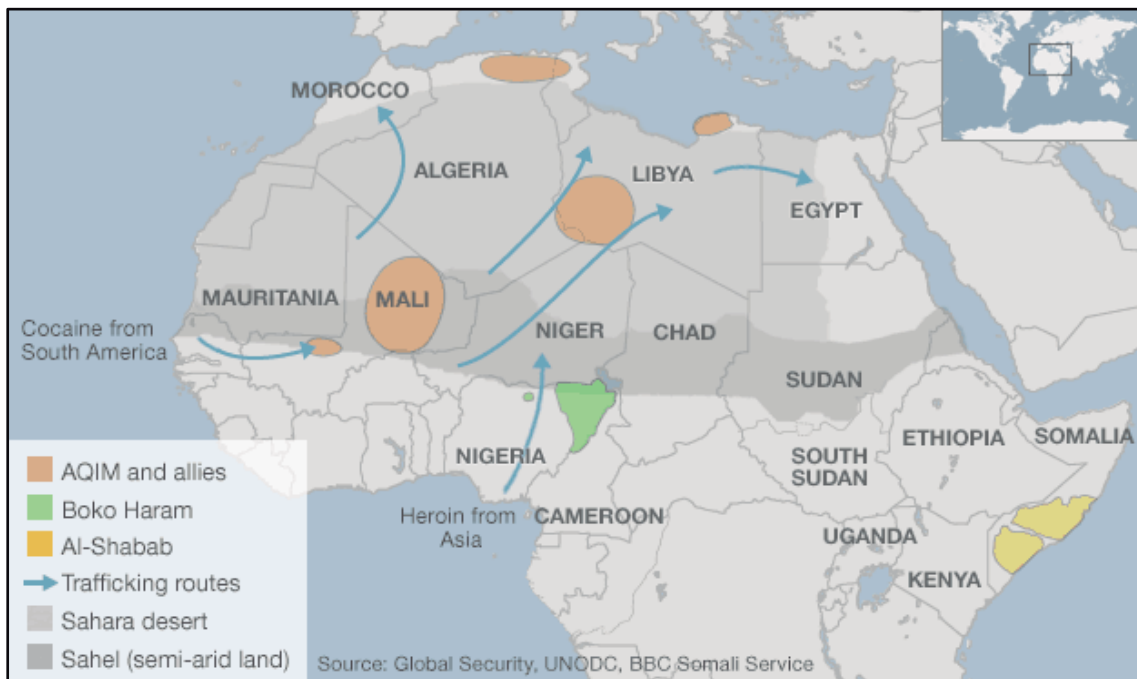 MOROCCO
ALGERIA
LIBYA
EGYPT
MAURITANIA
MALI
NIGER
CHAD
SUDAN
Cocaine from
South America
NIGERIA
SOUTH
SUDAN
ETHIOPIA
SOMALIA
Heroin from
Asia
CAMEROON
UGANDA
KENYA
AQIM and allies
Boko Haram
Al-Shabab
Trafficking routes
Sahara desert
Sahel (semi-arid land)
Source: Global Security, UNODC, BBC Somali Service